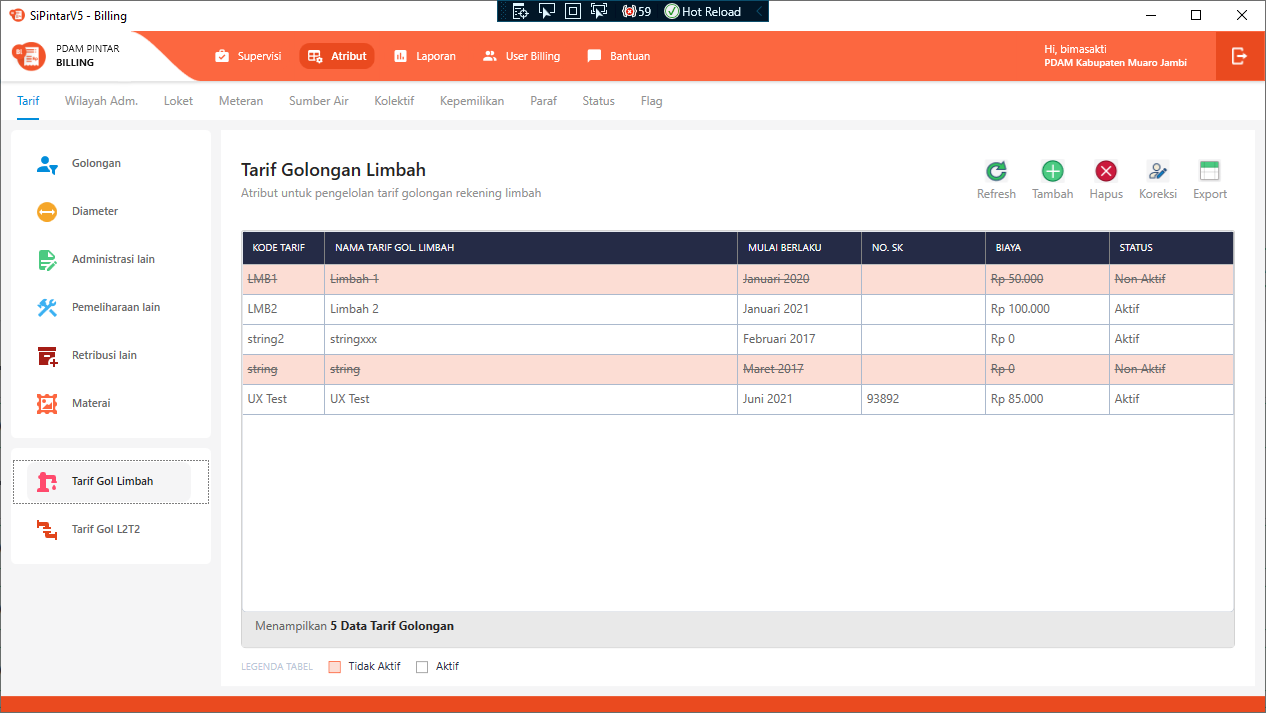 SiPintarV5 - Billing
59 Hot Reload
PDAM PINTAR
BILLING
Supervisi Atribut Laporan User Billing Bantuan
Hi, bimasakti
PDAM Kabupaten Muaro Jambi
Tarif Wilayah Adm. Loket Meteran Sumber Air Kolektif Kepemilikan Paraf Status Flag
Golongan
Diameter
Administrasi lain
Pemeliharaan lain
Retribusi lain
Materai
Tarif Gol Limbah
Tarif Gol L2T2
Tarif Golongan Limbah
Atribut untuk pengelolan tarif golongan rekening limbah
Refresh Tambah Hapus Koreksi Export
KODE TARIF NAMA TARIF GOL. LIMBAH MULAI BERLAKU NO. SK BIAYA STATUS
LMB1 Limbah 1 Januari 2020 Rp 50.000 Non Aktif
LMB2 Limbah 2 Januari 2021 Rp 100.000 Aktif
string2 stringxxx Februari 2017 Rp 0 Aktif
string string Maret 2017 Rp 0 Non Aktif
UX Test UX Test Juni 2021 93892 Rp 85.000 Aktif
Menampilkan 5 Data Tarif Golongan
LEGENDA TABEL Tidak Aktif Aktif